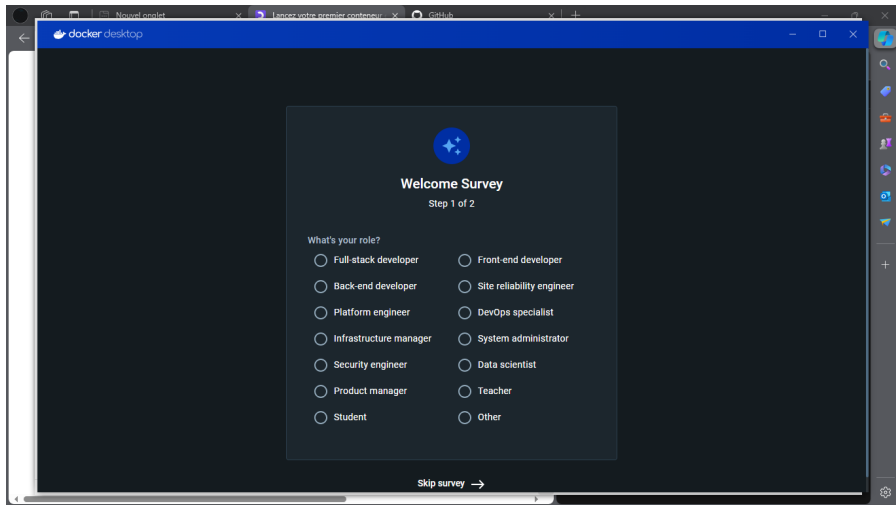 Nouvel onglet
Lancez votre premier conteneur
GitHub
docker desktop
Welcome Survey
Step 1 of 2
What's your role?
Full-stack developer
Front-end developer
Back-end developer
Site reliability engineer
Platform engineer
DevOps specialist
Infrastructure manager
System administrator
Security engineer
Data scientist
Product manager
Teacher
Student
Other
Skip survey